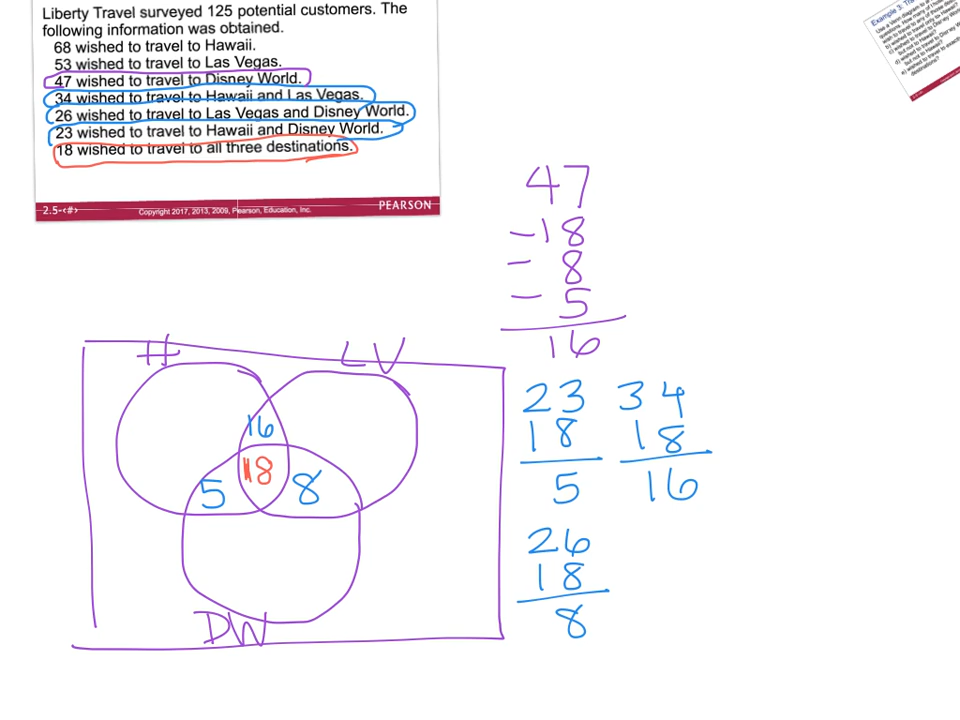 Liberty Travel surveyed 125 potential customers. The
following information was obtained.
68 wished to travel to Hawaii.
53 wished to travel to Las Vegas.
47 wished to travel to Disney World.
34 wished to travel to Hawaii and Las Vegas.
26 wished to travel to Las Vegas and Disney World.
23 wished to travel to Hawaii and Disney World.
18 wished to travel to all three destinations.
2.5-<#>
Copyright 2017, 2013, 2009, Pearson, Education, Inc.
PEARSON
Example 3:
47
-18
- 8
- 5
16
H
LV
16
18
5
8
DW
23
18
5
34
18
16
26
18
8